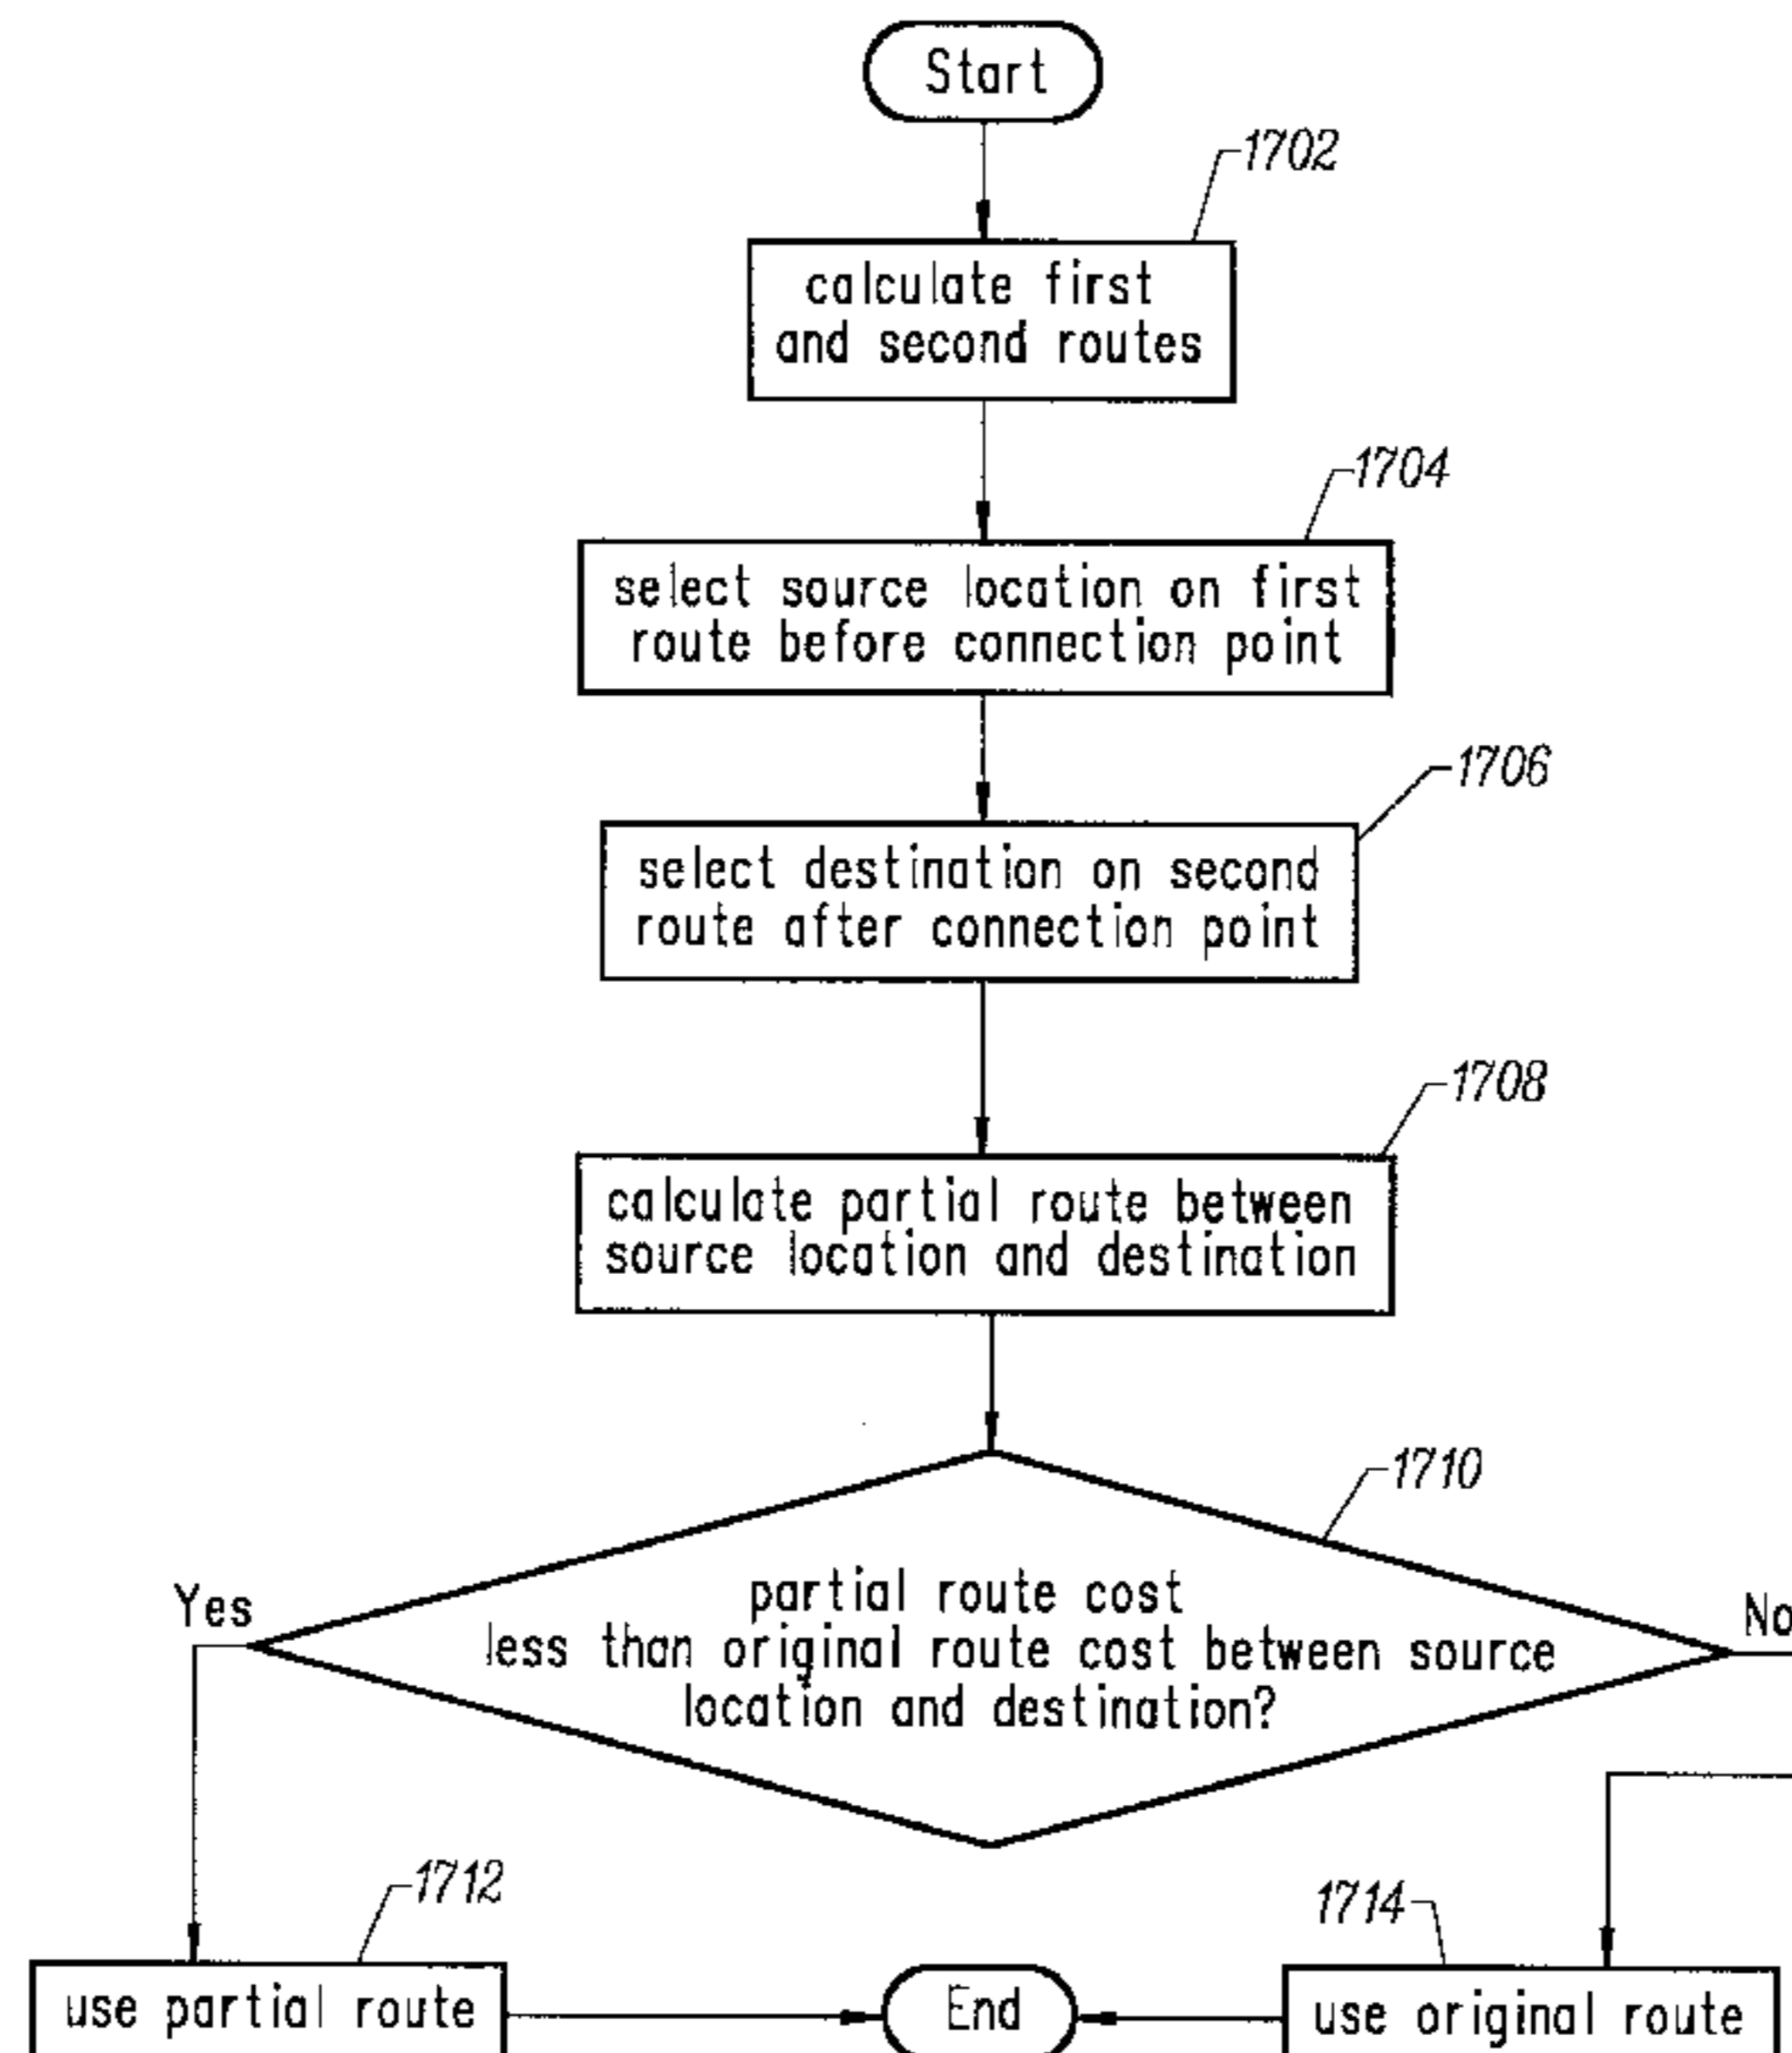 Start
1702
calculate first
and second routes
1704
select source location on first
route before connection point
1706
select destination on second
route after connection point
1708
calculate partial route between
source location and destination
1710
partial route cost
less than original route cost between source
location and destination?
Yes
No
1712
use partial route
End
1714
use original route